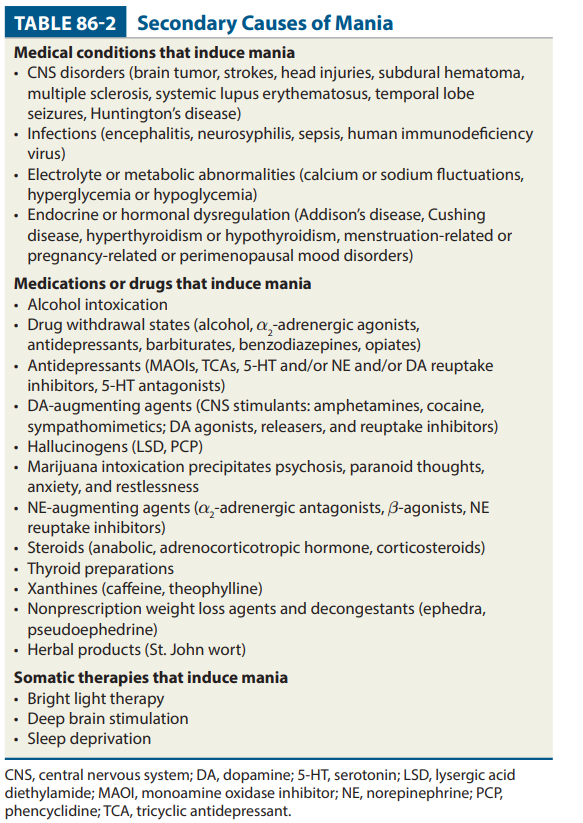 TABLE 86-2 Secondary Causes of Mania
Medical conditions that induce mania
• CNS disorders (brain tumor, strokes, head injuries, subdural hematoma,
multiple sclerosis, systemic lupus erythematosus, temporal lobe
seizures, Huntington’s disease)
• Infections (encephalitis, neurosyphilis, sepsis, human immunodeficiency
virus)
• Electrolyte or metabolic abnormalities (calcium or sodium fluctuations,
hyperglycemia or hypoglycemia)
• Endocrine or hormonal dysregulation (Addison’s disease, Cushing
disease, hyperthyroidism or hypothyroidism, menstruation-related or
pregnancy-related or perimenopausal mood disorders)
Medications or drugs that induce mania
• Alcohol intoxication
• Drug withdrawal states (alcohol, α₂-adrenergic agonists,
antidepressants, barbiturates, benzodiazepines, opiates)
• Antidepressants (MAOIs, TCAs, 5-HT and/or NE and/or DA reuptake
inhibitors, 5-HT antagonists)
• DA-augmenting agents (CNS stimulants: amphetamines, cocaine,
sympathomimetics; DA agonists, releasers, and reuptake inhibitors)
• Hallucinogens (LSD, PCP)
• Marijuana intoxication precipitates psychosis, paranoid thoughts,
anxiety, and restlessness
• NE-augmenting agents (α₂-adrenergic antagonists, β-agonists, NE
reuptake inhibitors)
• Steroids (anabolic, adrenocorticotropic hormone, corticosteroids)
• Thyroid preparations
• Xanthines (caffeine, theophylline)
• Nonprescription weight loss agents and decongestants (ephedra,
pseudoephedrine)
• Herbal products (St. John wort)
Somatic therapies that induce mania
• Bright light therapy
• Deep brain stimulation
• Sleep deprivation
CNS, central nervous system; DA, dopamine; 5-HT, serotonin; LSD, lysergic acid
diethylamide; MAOI, monoamine oxidase inhibitor; NE, norepinephrine; PCP,
phencyclidine; TCA, tricyclic antidepressant.